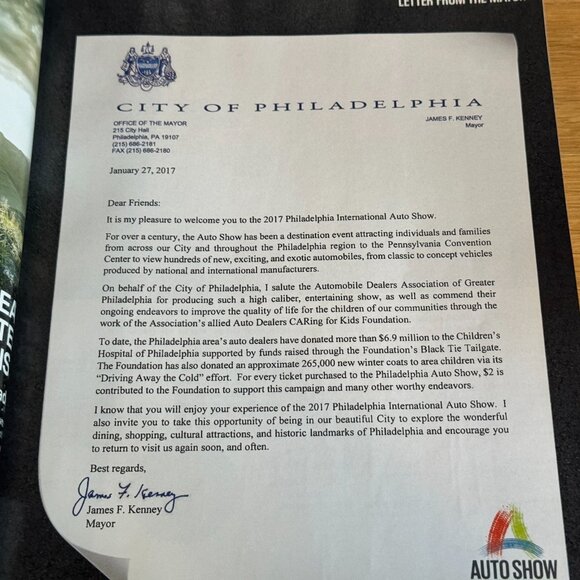 LETTER FROM THE MAYOR
CITY OF PHILADELPHIA
OFFICE OF THE MAYOR
215 City Hall
Philadelphia, PA 19107
(215) 686-2181
FAX (215) 686-2180
JAMES F. KENNEY
Mayor
January 27, 2017
Dear Friends:
It is my pleasure to welcome you to the 2017 Philadelphia International Auto Show.
For over a century, the Auto Show has been a destination event attracting individuals and families
from across our City and throughout the Philadelphia region to the Pennsylvania Convention
Center to view hundreds of new, exciting, and exotic automobiles, from classic to concept vehicles
produced by national and international manufacturers.
On behalf of the City of Philadelphia, I salute the Automobile Dealers Association of Greater
Philadelphia for producing such a high caliber, entertaining show, as well as commend their
ongoing endeavors to improve the quality of life for the children of our communities through the
work of the Association's allied Auto Dealers CARing for Kids Foundation.
To date, the Philadelphia area's auto dealers have donated more than $6.9 million to the Children's
Hospital of Philadelphia supported by funds raised through the Foundation's Black Tie Tailgate.
The Foundation has also donated an approximate 265,000 new winter coats to area children via its
"Driving Away the Cold" effort. For every ticket purchased to the Philadelphia Auto Show, $2 is
contributed to the Foundation to support this campaign and many other worthy endeavors.
I know that you will enjoy your experience of the 2017 Philadelphia International Auto Show. I
also invite you to take this opportunity of being in our beautiful City to explore the wonderful
dining, shopping, cultural attractions, and historic landmarks of Philadelphia and encourage you
to return to visit us again soon, and often.
Best regards,
James F. Kenney
James F. Kenney
Mayor
AUTO SHOW